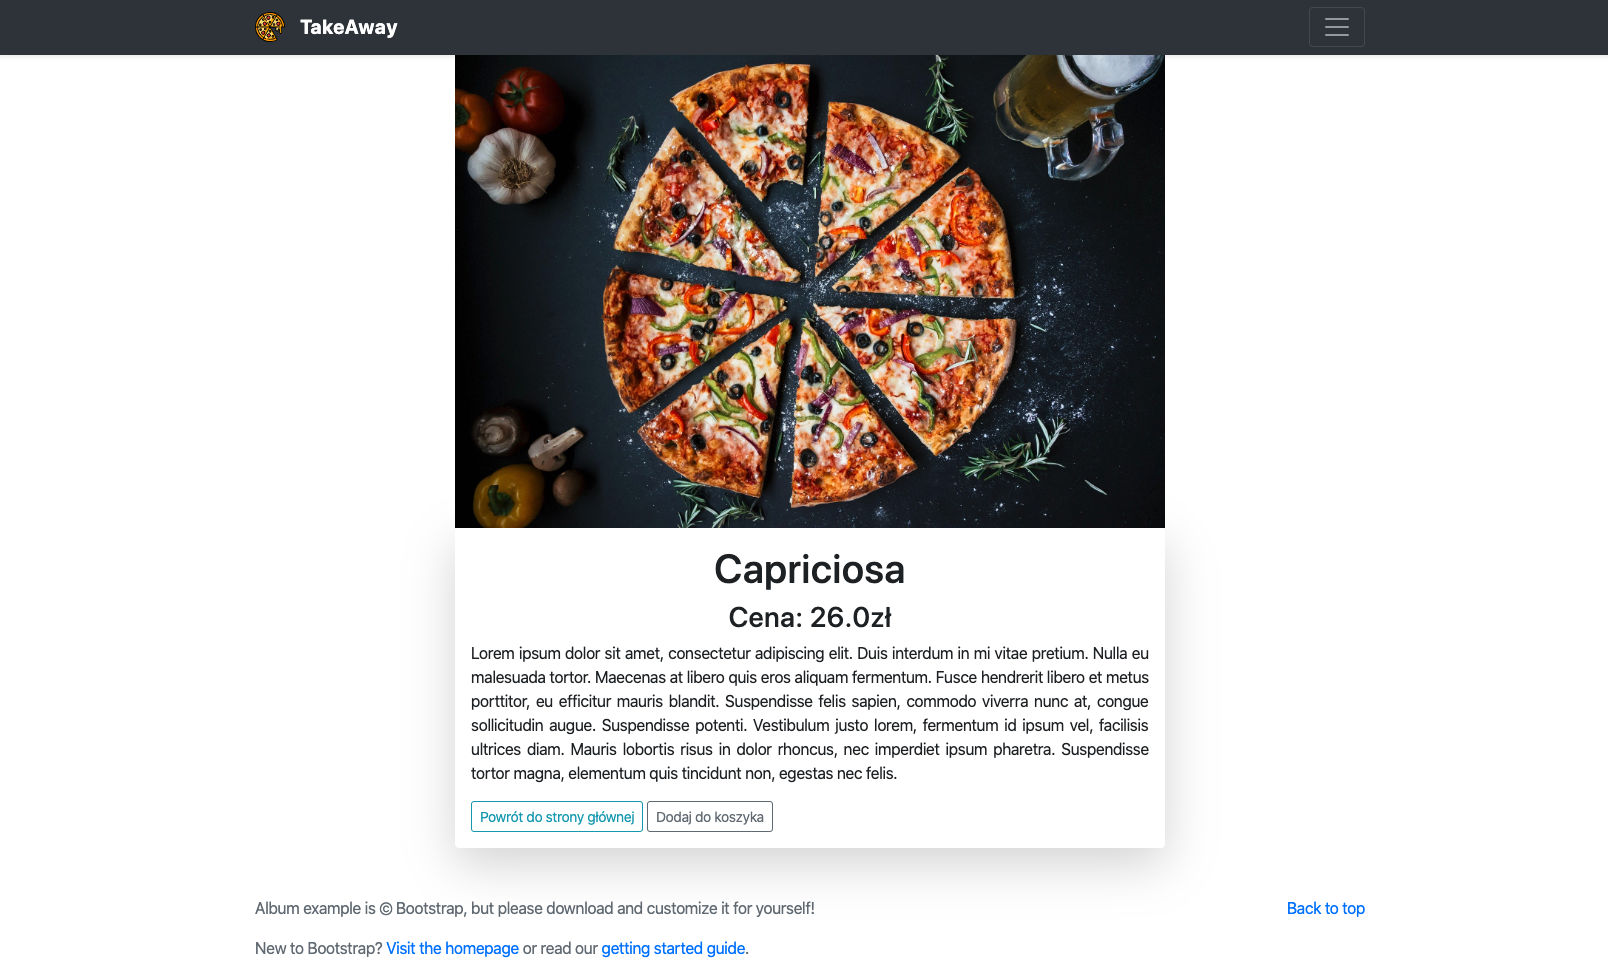 TakeAway
Capriciosa
Cena: 26.0zł
Lorem ipsum dolor sit amet, consectetur adipiscing elit. Duis interdum in mi vitae pretium. Nulla eu
malesuada tortor. Maecenas at libero quis eros aliquam fermentum. Fusce hendrerit libero et metus
porttitor, eu efficitur mauris blandit. Suspendisse felis sapien, commodo viverra nunc at, congue
sollicitudin augue. Suspendisse potenti. Vestibulum justo lorem, fermentum id ipsum vel, facilisis
ultrices diam. Mauris lobortis risus in dolor rhoncus, nec imperdiet ipsum pharetra. Suspendisse
tortor magna, elementum quis tincidunt non, egestas nec felis.
Powrót do strony głównej Dodaj do koszyka
Album example is © Bootstrap, but please download and customize it for yourself! Back to top
New to Bootstrap? Visit the homepage or read our getting started guide.